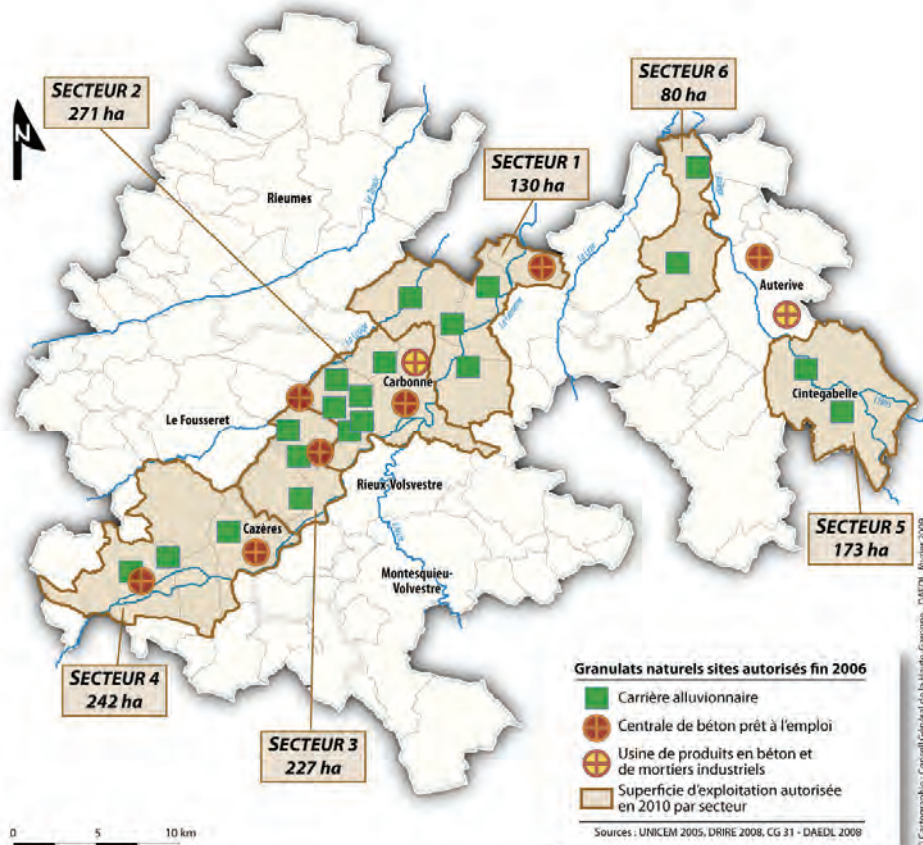 SECTEUR 6
80 ha
SECTEUR 2
271 ha
N
SECTEUR 1
130 ha
Rieumes
La Lèze
Auterive
Carbonne
Cintegabelle
Le Fousseret
Rieux-Volsvestre
SECTEUR 5
173 ha
Cazères
Montesquieu-
Volvestre
SECTEUR 4
242 ha
SECTEUR 3
227 ha
Granulats naturels sites autorisés fin 2006
Carrière alluvionnaire
Centrale de béton prêt à l'emploi
Usine de produits en béton et
de mortiers industriels
Superficie d'exploitation autorisée
en 2010 par secteur
Sources : UNICEM 2005, DRIRE 2008, CG 31 - DAEDL 2008
0 5 10 km